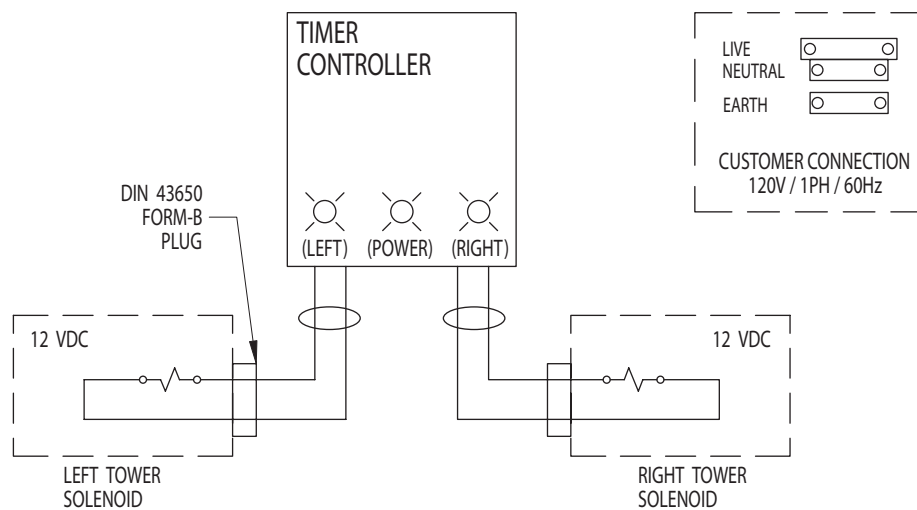 TIMER
CONTROLLER
(LEFT) (POWER) (RIGHT)
LIVE
NEUTRAL
EARTH
CUSTOMER CONNECTION
120V / 1PH / 60Hz
DIN 43650
FORM-B
PLUG
12 VDC
LEFT TOWER
SOLENOID
12 VDC
RIGHT TOWER
SOLENOID